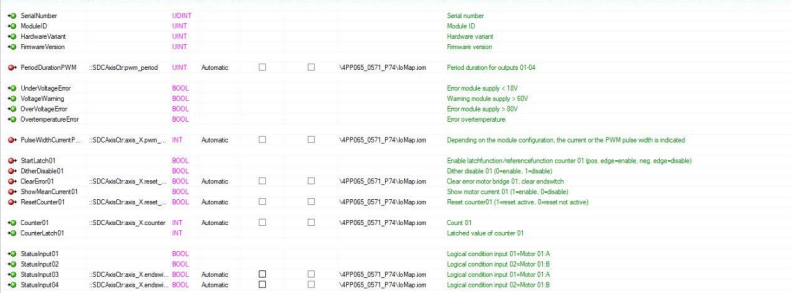 SerialNumber UDINT Serial number
ModuleID UINT Module ID
HardwareVariant UINT Hardware variant
FirmwareVersion UINT Firmware version
PeriodDurationPWM ::SDCAxisCtr:pwm_period UINT Automatic \4PP065_0571_P74\IoMap.iom Period duration for outputs 01-04
UnderVoltageError BOOL Error module supply < 18V
VoltageWarning BOOL Warning module supply > 60V
OverVoltageError BOOL Error module supply > 80V
OvertemperatureError BOOL Error overtemperature
PulseWidthCurrentP... ::SDCAxisCtr:axis_X.pwm_... INT Automatic \4PP065_0571_P74\IoMap.iom Depending on the module configuration, the current or the PWM pulse width is indicated
StartLatch01 BOOL Enable latchfunction /referencefunction counter 01 (pos. edge=enable, neg. edge=disable)
DitherDisable01 BOOL Dither disable 01 (0=enable, 1=disable)
ClearError01 ::SDCAxisCtr:axis_X.reset_... BOOL Automatic \4PP065_0571_P74\IoMap.iom Clear error motor bridge 01, clear endswitch
ShowMeanCurrent01 BOOL Show motor current 01 (1=enable, 0=disable)
ResetCounter01 ::SDCAxisCtr:axis_X.reset_... BOOL Automatic \4PP065_0571_P74\IoMap.iom Reset counter01 (1=reset active, 0=reset not active)
Counter01 ::SDCAxisCtr:axis_X.counter INT Automatic \4PP065_0571_P74\IoMap.iom Count 01
CounterLatch01 INT Latched value of counter 01
StatusInput01 BOOL Logical condition input 01=Motor 01:A
StatusInput02 BOOL Logical condition input 02=Motor 01:B
StatusInput03 ::SDCAxisCtr:axis_X.endswi... BOOL Automatic \4PP065_0571_P74\IoMap.iom Logical condition input 01=Motor 01:A
StatusInput04 ::SDCAxisCtr:axis_X.endswi... BOOL Automatic \4PP065_0571_P74\IoMap.iom Logical condition input 02=Motor 01:B